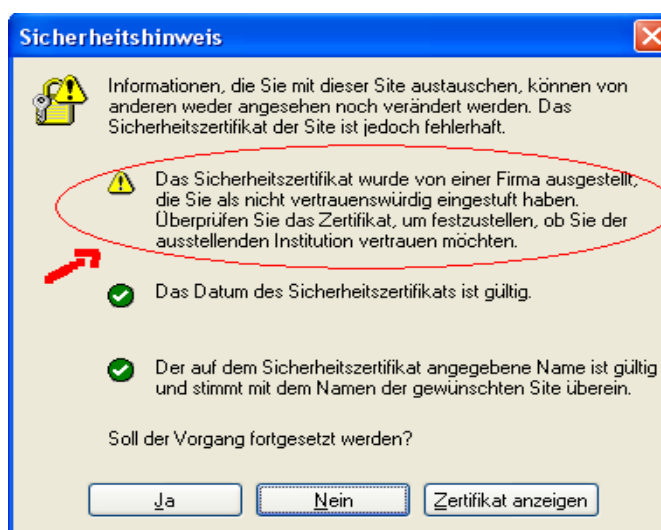 Sicherheitshinweis
Informationen, die Sie mit dieser Site austauschen, können von
anderen weder angesehen noch verändert werden. Das
Sicherheitszertifikat der Site ist jedoch fehlerhaft.
Das Sicherheitszertifikat wurde von einer Firma ausgestellt,
die Sie als nicht vertrauenswürdig eingestuft haben.
Überprüfen Sie das Zertifikat, um festzustellen, ob Sie der
ausstellenden Institution vertrauen möchten.
Das Datum des Sicherheitszertifikats ist gültig.
Der auf dem Sicherheitszertifikat angegebene Name ist gültig
und stimmt mit dem Namen der gewünschten Site überein.
Soll der Vorgang fortgesetzt werden?
Ja
Nein
Zertifikat anzeigen